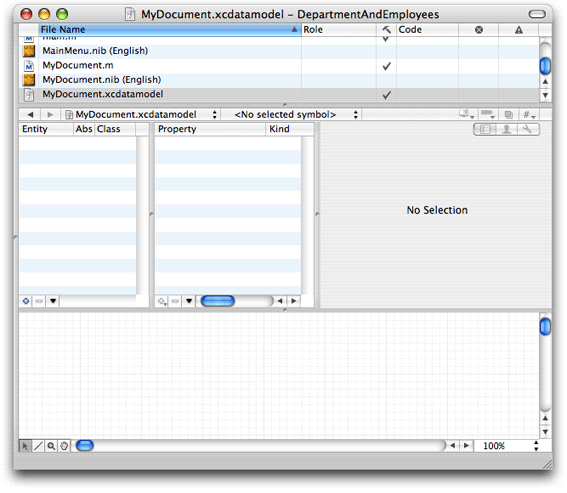 MyDocument.xcdatamodel – DepartmentAndEmployees
File Name Role Code
main.m
MainMenu.nib (English)
MyDocument.m
MyDocument.nib (English)
MyDocument.xcdatamodel
MyDocument.xcdatamodel <No selected symbol> #
Entity Abs Class Property Kind
No Selection
100%